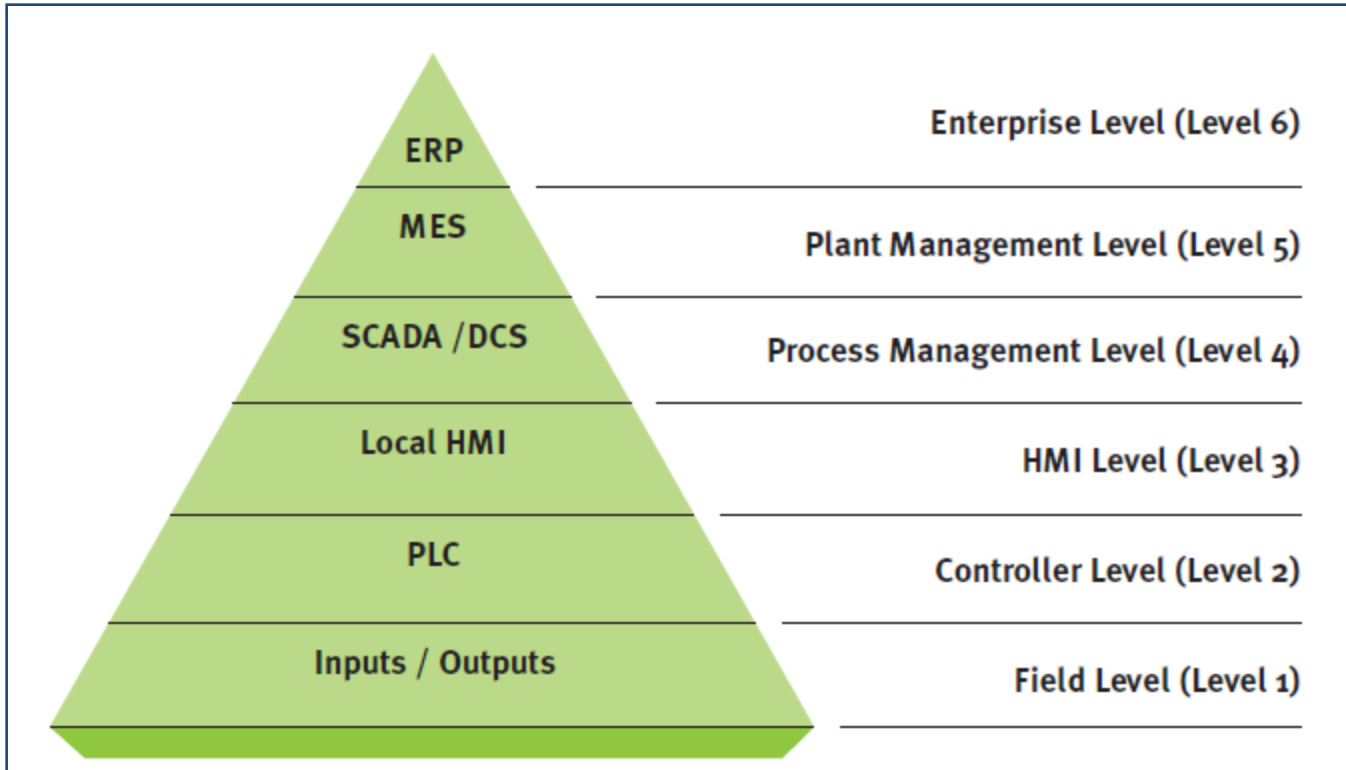 ERP
Enterprise Level (Level 6)
MES
Plant Management Level (Level 5)
SCADA /DCS
Process Management Level (Level 4)
Local HMI
HMI Level (Level 3)
PLC
Controller Level (Level 2)
Inputs / Outputs
Field Level (Level 1)